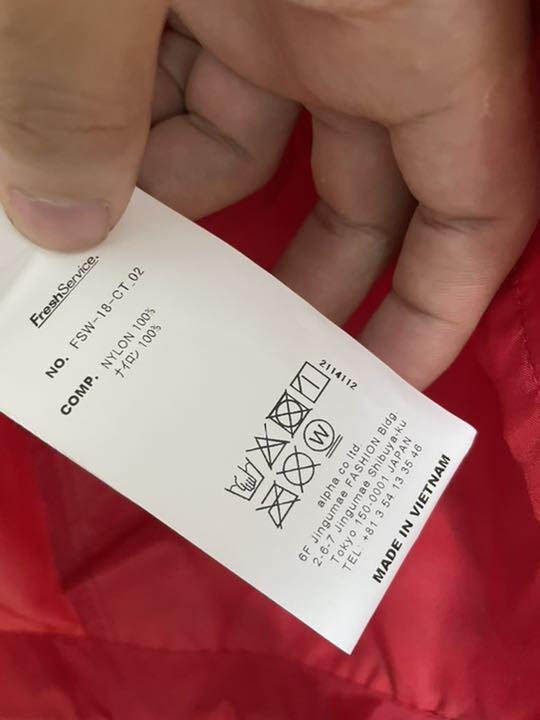 FreshService.
NO. FSW-18-CT_02
COMP. NYLON 100%
ナイロン 100%
2114112
W
alpha co ltd.
6F Jingumae FASHION Bldg.
2-6-7 Jingumae Shibuya-ku
Tokyo 150-0001 JAPAN
TEL: +81 3 54 13 35 46
MADE IN VIETNAM